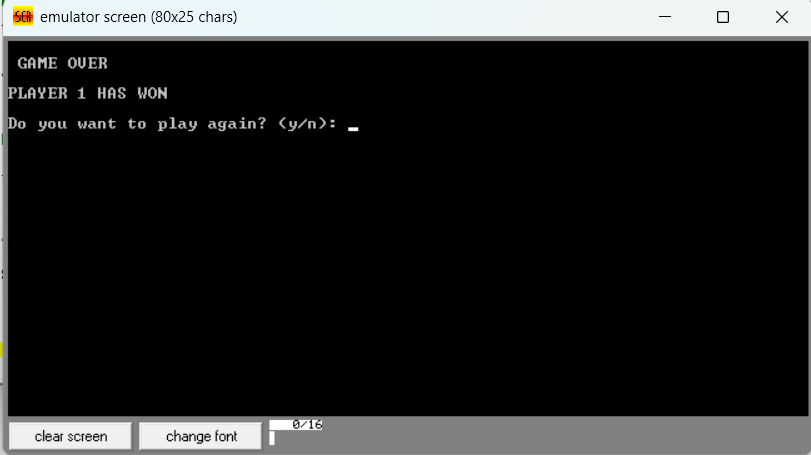 SCR emulator screen (80x25 chars)
GAME OVER
PLAYER 1 HAS WON
Do you want to play again? (y/n): _
clear screen
change font
0/16